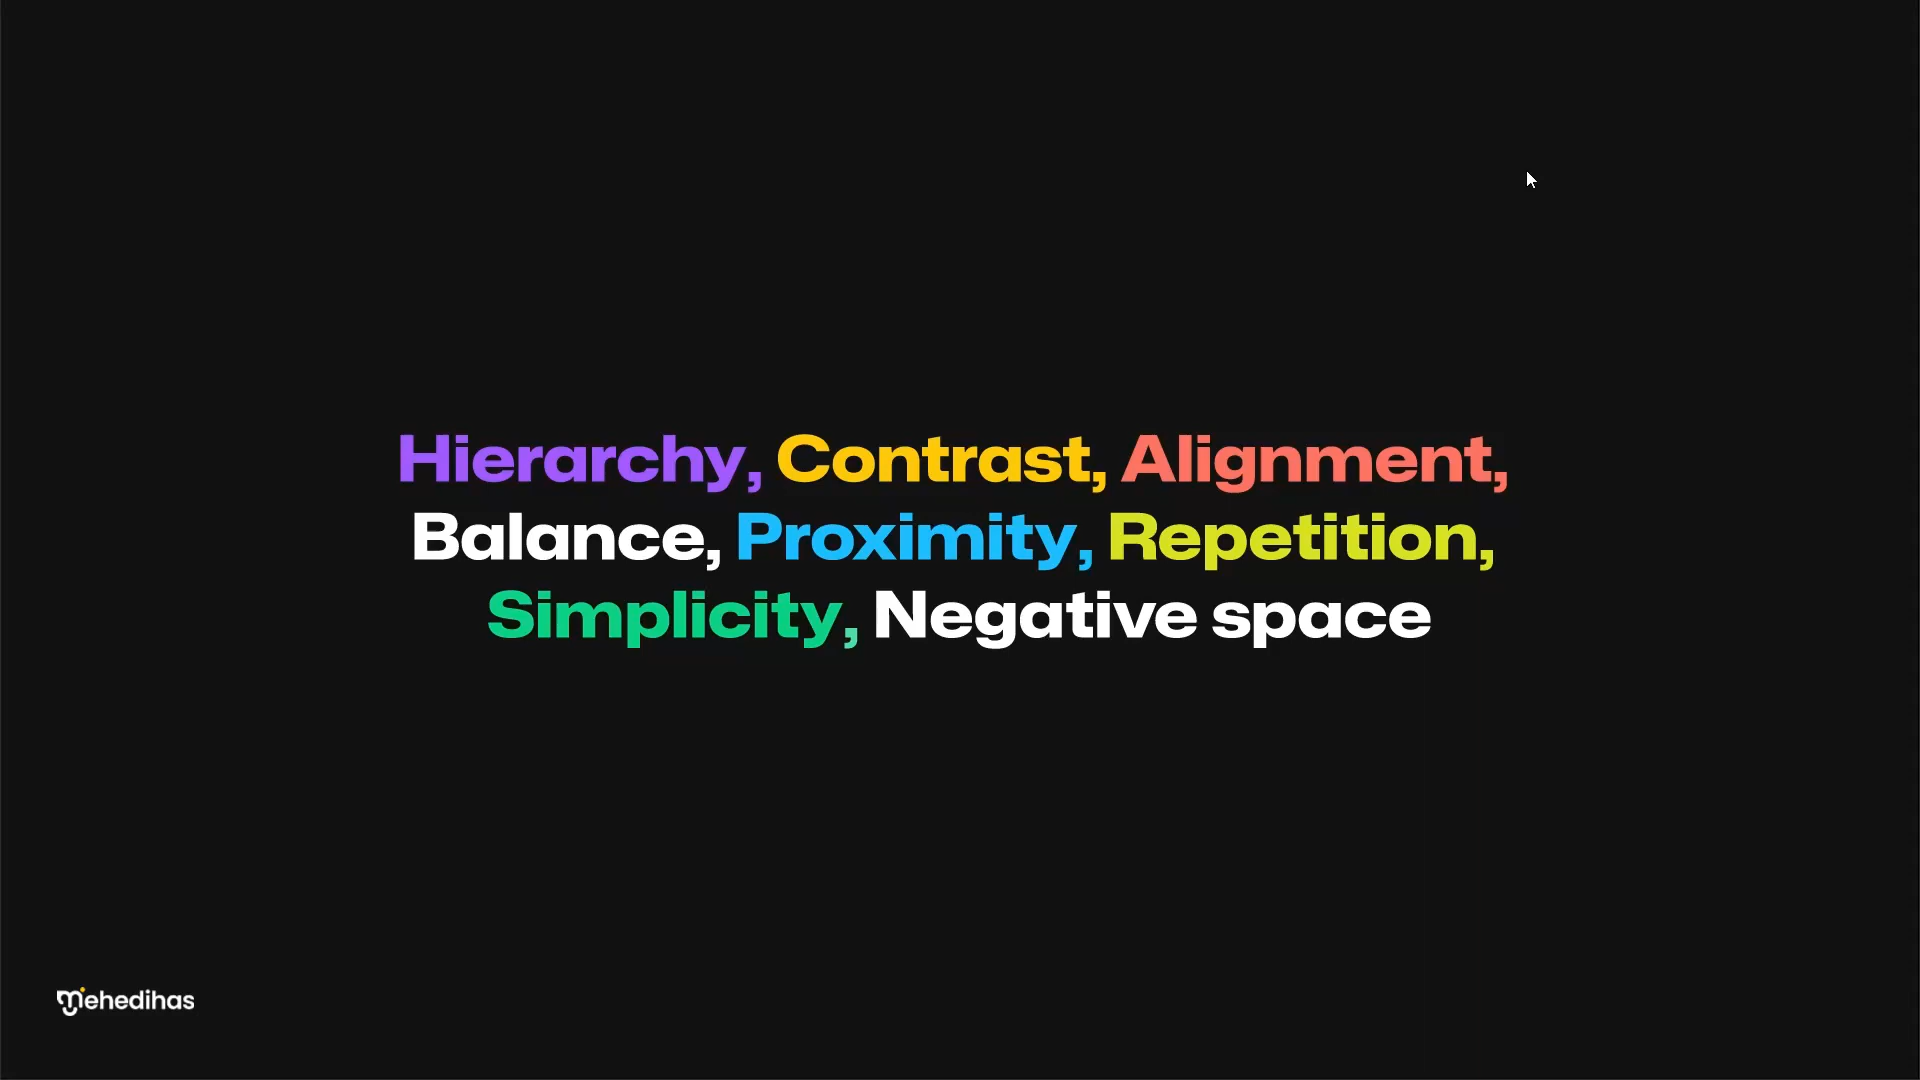 Hierarchy, Contrast, Alignment,
Balance, Proximity, Repetition,
Simplicity, Negative space
Mehedihas